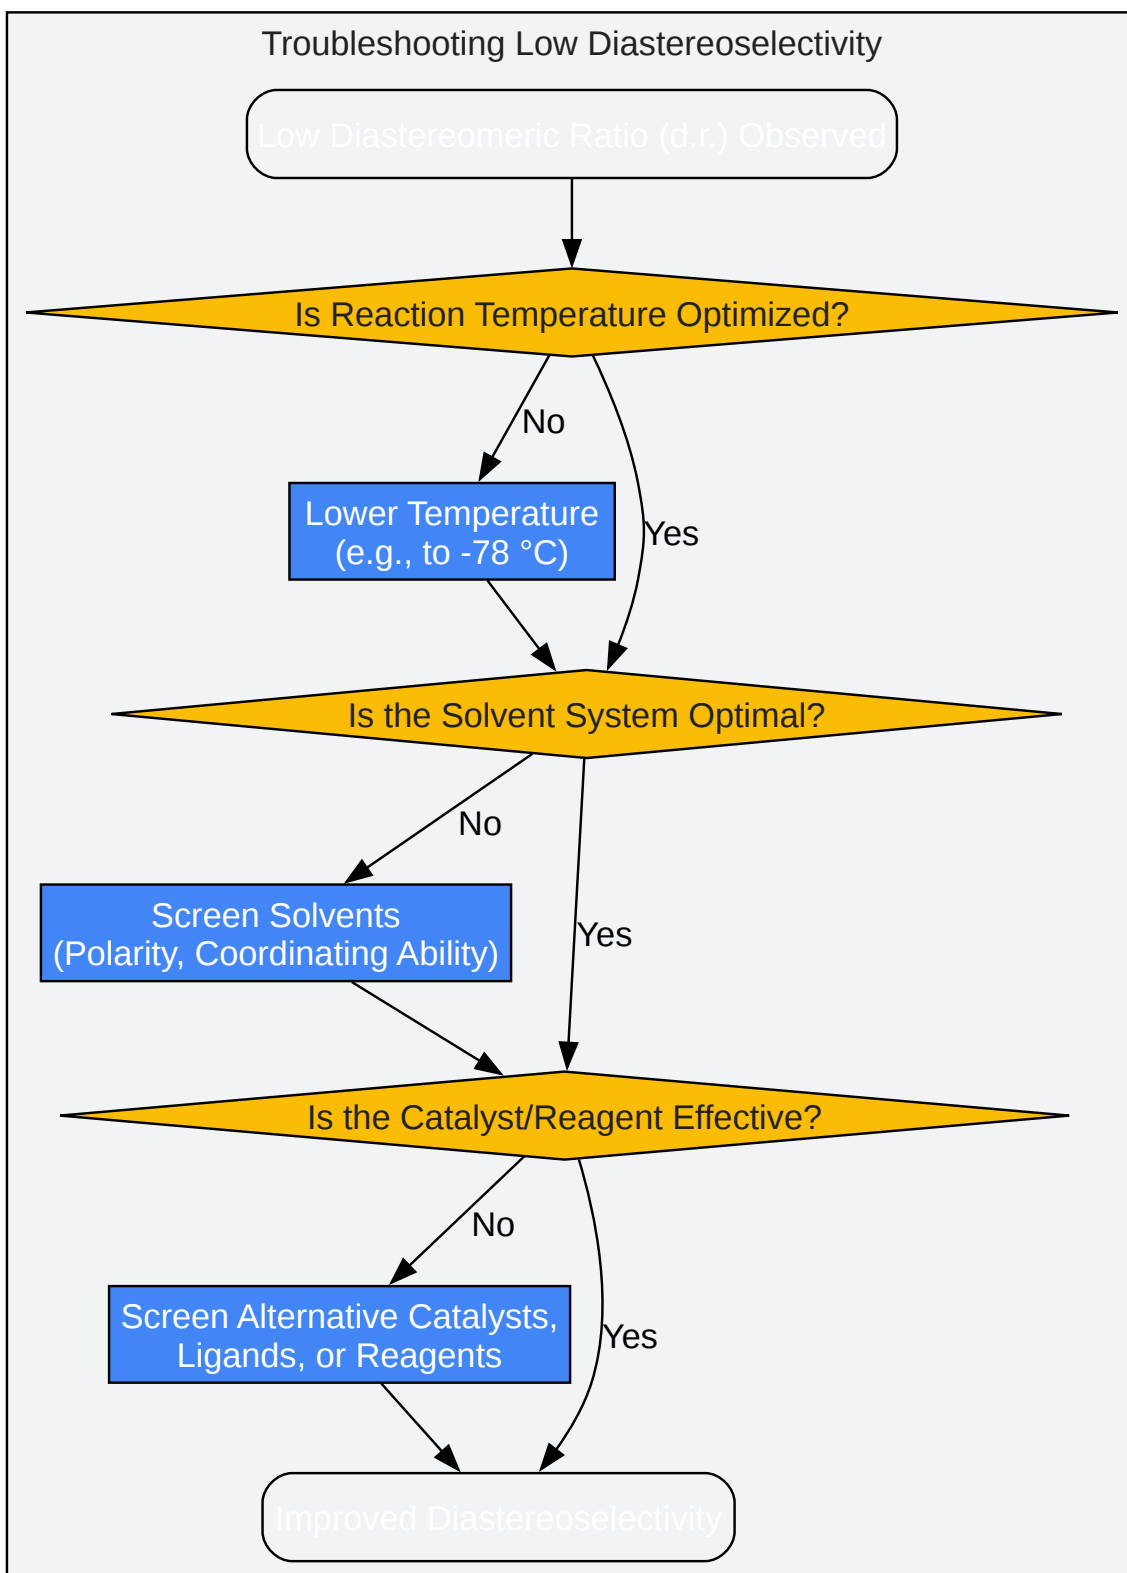 Troubleshooting Low Diastereoselectivity
Low Diastereomeric Ratio (d.r.) Observed
Is Reaction Temperature Optimized?
No
Lower Temperature
(e.g., to -78 °C)
Yes
Is the Solvent System Optimal?
No
Screen Solvents
(Polarity, Coordinating Ability)
Yes
Is the Catalyst/Reagent Effective?
No
Screen Alternative Catalysts,
Ligands, or Reagents
Yes
Improved Diastereoselectivity